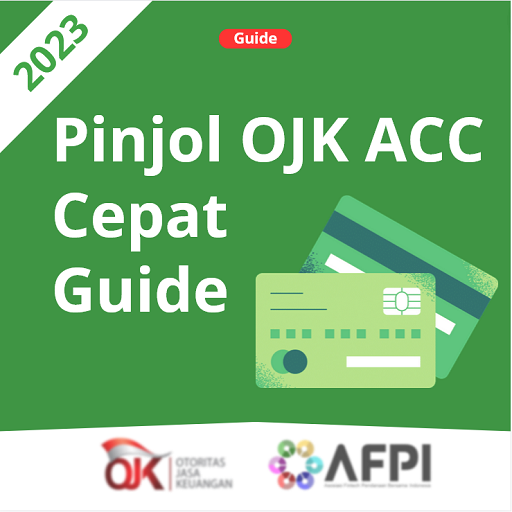 2023
Guide
Pinjol OJK ACC
Cepat
Guide
OJK
OTORITAS
JASA
KEUANGAN
AFPI